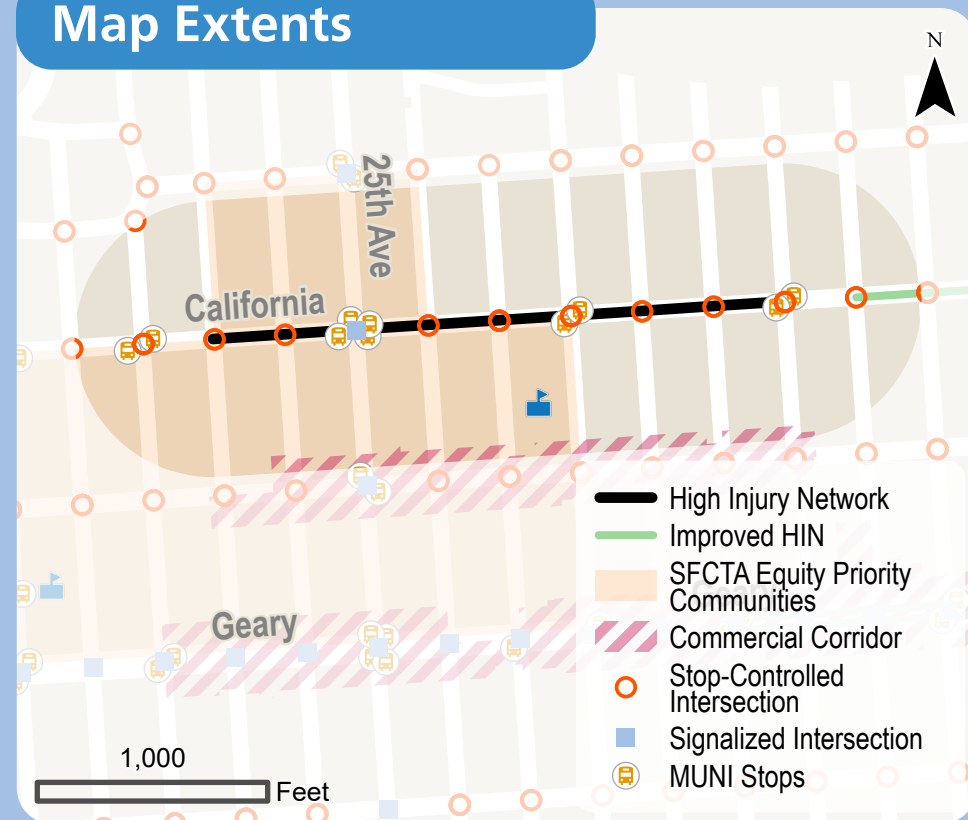 Map Extents
N
25th Ave
California
Geary
High Injury Network
Improved HIN
SFCTA Equity Priority
Communities
Geary
Commercial Corridor
Stop-Controlled
Intersection
Signalized Intersection
MUNI Stops
1,000
Feet